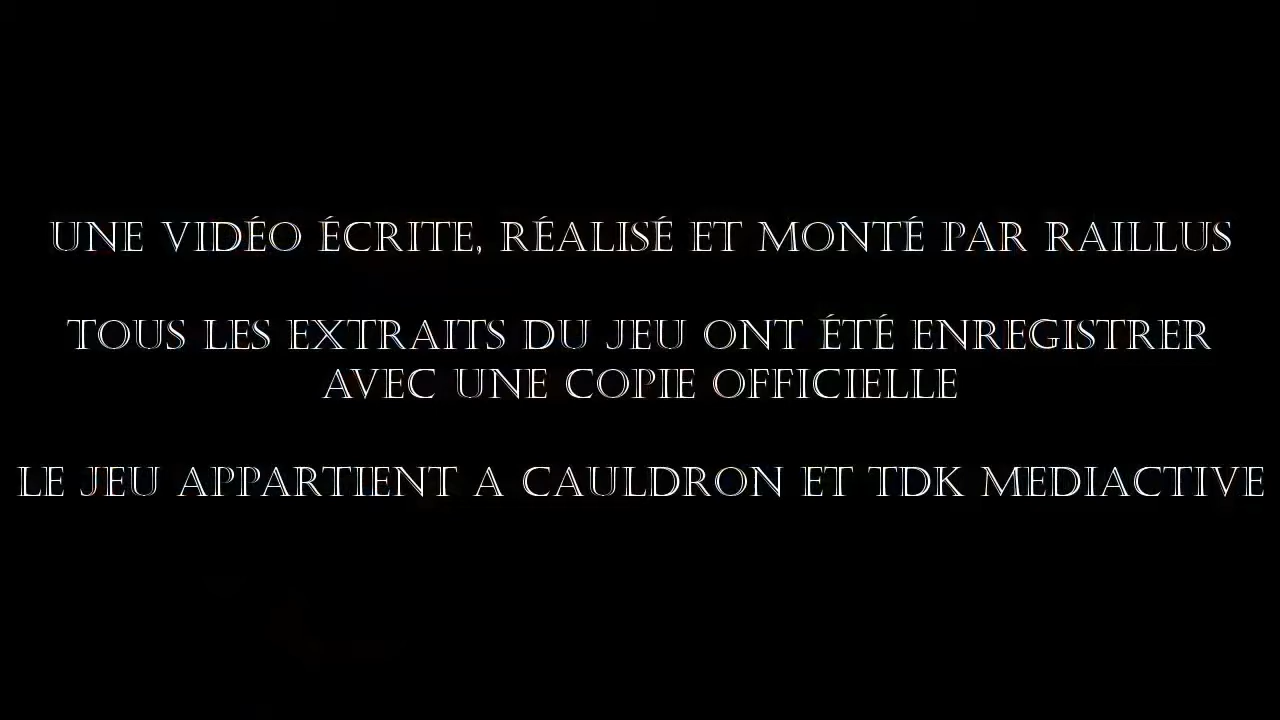 UNE VIDÉO ÉCRITE, RÉALISÉ ET MONTÉ PAR RAILLUS
TOUS LES EXTRAITS DU JEU ONT ÉTÉ ENREGISTRER
AVEC UNE COPIE OFFICIELLE
LE JEU APPARTIENT A CAULDRON ET TDK MEDIACTIVE